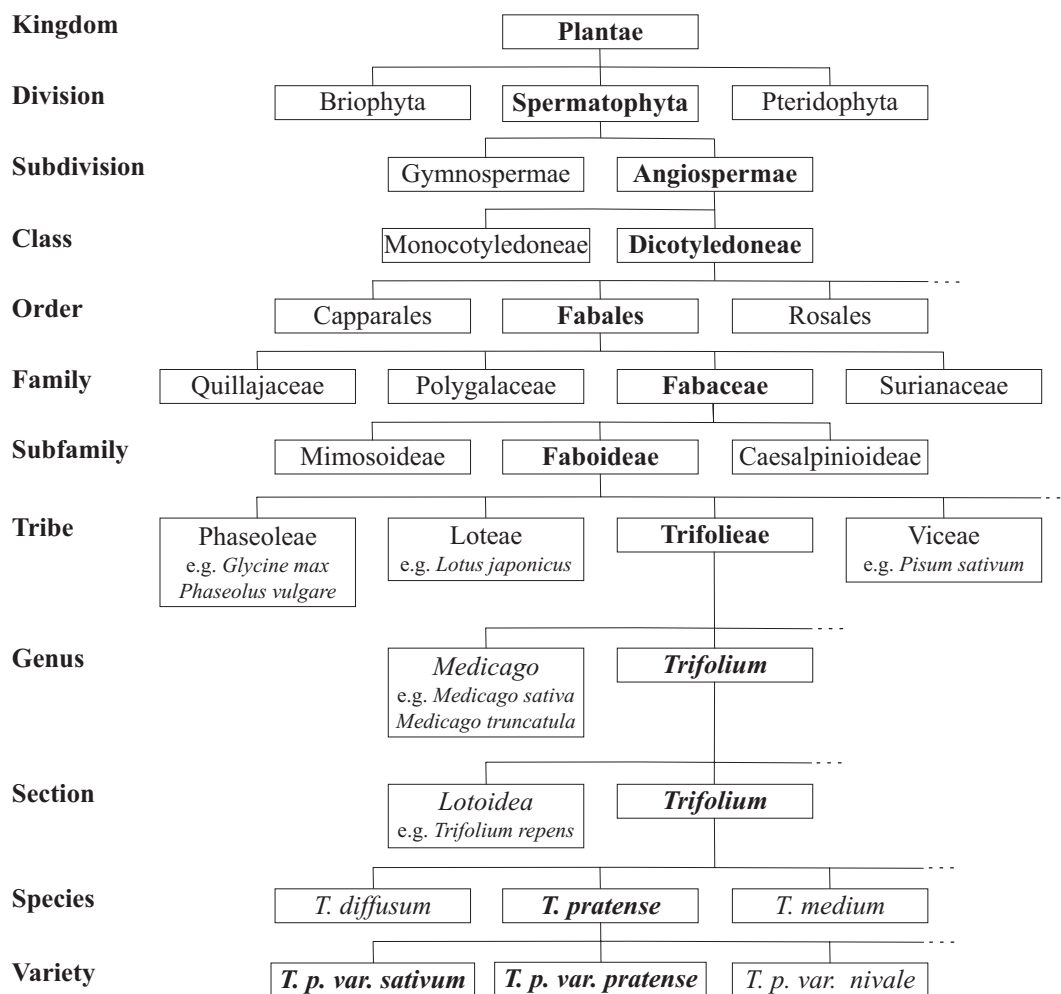 Kingdom
Plantae
Division
Briophyta
Spermatophyta
Pteridophyta
Subdivision
Gymnospermae
Angiospermae
Class
Monocotyledoneae
Dicotyledoneae
Order
Capparales
Fabales
Rosales
Family
Quillajaceae
Polygalaceae
Fabaceae
Surianaceae
Subfamily
Mimosoideae
Faboideae
Caesalpinioideae
Tribe
Phaseoleae
e.g. Glycine max
Phaseolus vulgare
Loteae
e.g. Lotus japonicus
Trifolieae
Viceae
e.g. Pisum sativum
Genus
Medicago
e.g. Medicago sativa
Medicago truncatula
Trifolium
Section
Lotoidea
e.g. Trifolium repens
Trifolium
Species
T. diffusum
T. pratense
T. medium
Variety
T. p. var. sativum
T. p. var. pratense
T. p. var. nivale